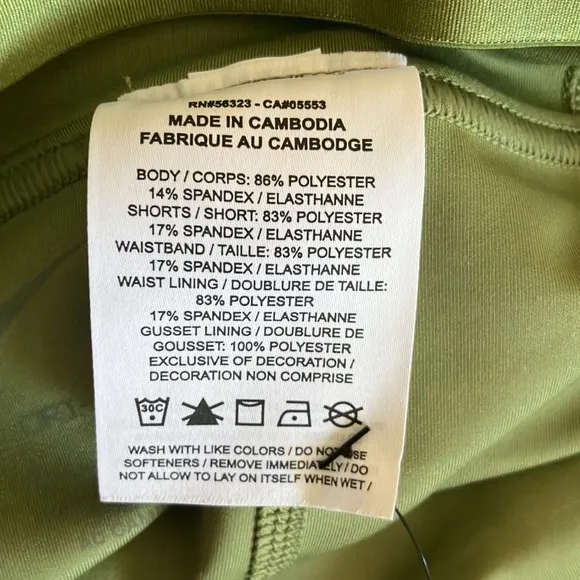 RN#56323 - CA#05553
MADE IN CAMBODIA
FABRIQUE AU CAMBODGE
BODY / CORPS: 86% POLYESTER
14% SPANDEX / ELASTHANNE
SHORTS / SHORT: 83% POLYESTER
17% SPANDEX / ELASTHANNE
WAISTBAND / TAILLE: 83% POLYESTER
17% SPANDEX / ELASTHANNE
WAIST LINING / DOUBLURE DE TAILLE:
83% POLYESTER
17% SPANDEX / ELASTHANNE
GUSSET LINING / DOUBLURE DE
GOUSSET: 100% POLYESTER
EXCLUSIVE OF DECORATION /
DECORATION NON COMPRISE
30C
WASH WITH LIKE COLORS / DO NOT USE
SOFTENERS / REMOVE IMMEDIATELY / DO
NOT ALLOW TO LAY ON ITSELF WHEN WET /